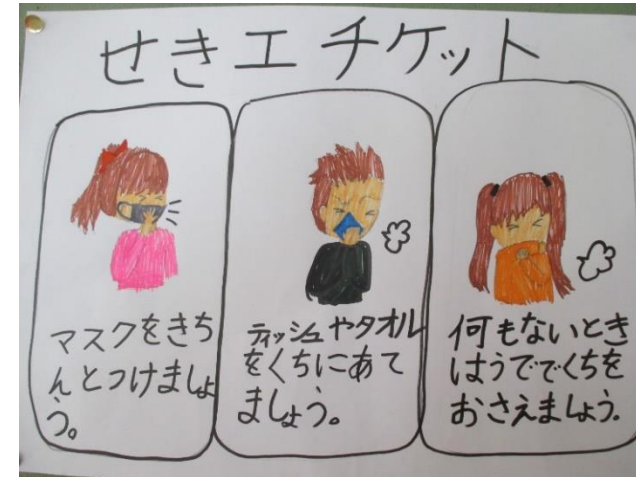 せきエチケット
マスクをきち
んとつけましょ
う。
ティッシュやタオル
をくちにあて
ましょう。
何もないとき
はうででくちを
おさえましょう。